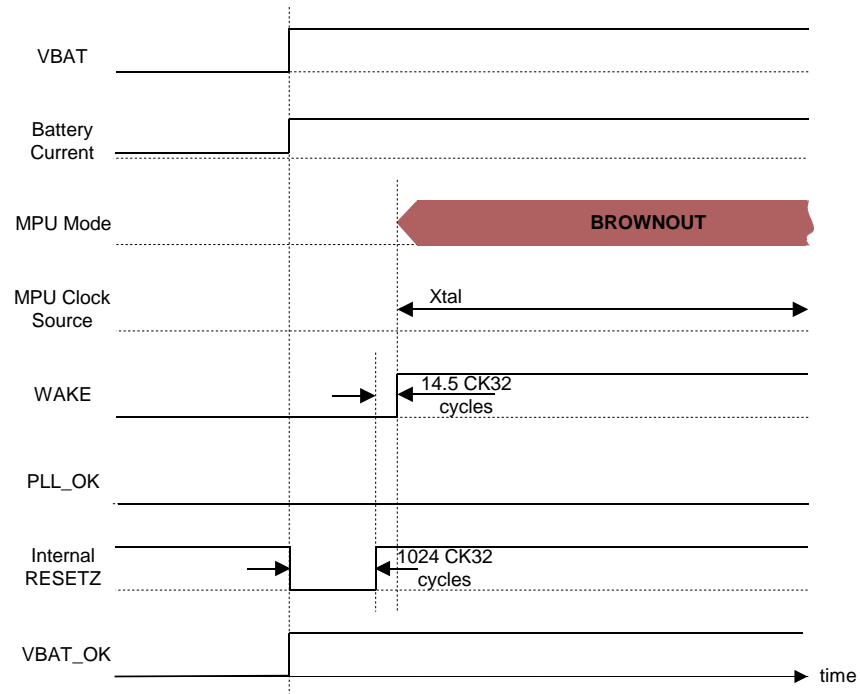 VBAT
Battery
Current
MPU Mode
BROWNOUT
MPU Clock
Source
Xtal
WAKE
14.5 CK32
cycles
PLL_OK
Internal
RESETZ
1024 CK32
cycles
VBAT_OK
time